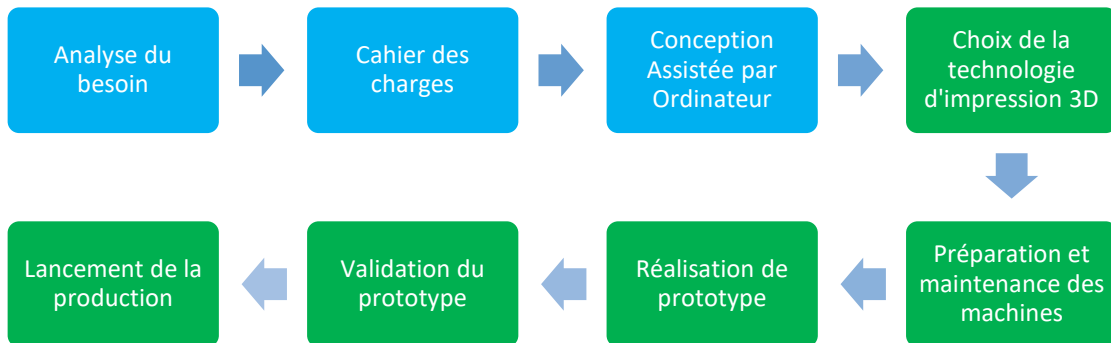 Analyse du
besoin
Cahier des
charges
Conception
Assistée par
Ordinateur
Choix de la
technologie
d'impression 3D
Préparation et
maintenance des
machines
Réalisation de
prototype
Validation du
prototype
Lancement de la
production